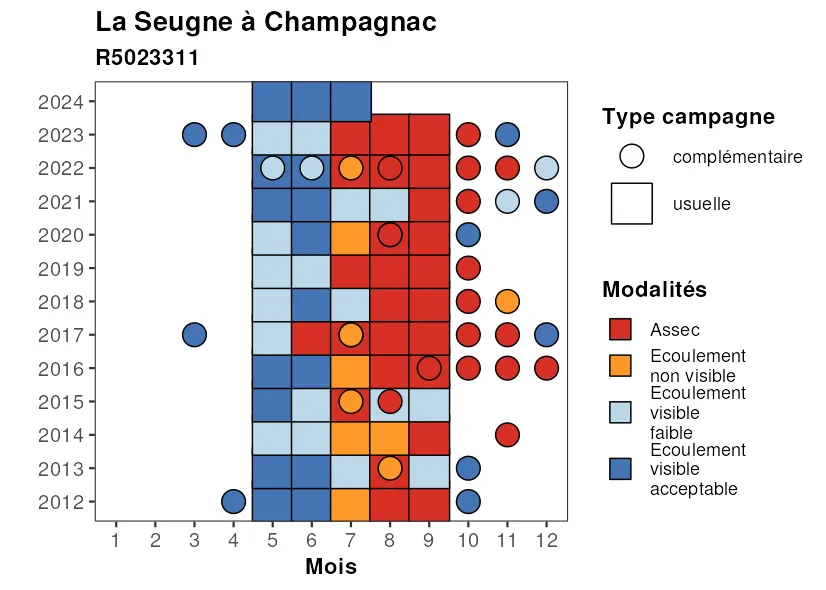 La Seugne à Champagnac
R5023311
2024
2023
2022
2021
2020
2019
2018
2017
2016
2015
2014
2013
2012
1 2 3 4 5 6 7 8 9 10 11 12
Mois
Type campagne
complémentaire
usuelle
Modalités
Assec
Ecoulement
non visible
Ecoulement
visible
faible
Ecoulement
visible
acceptable